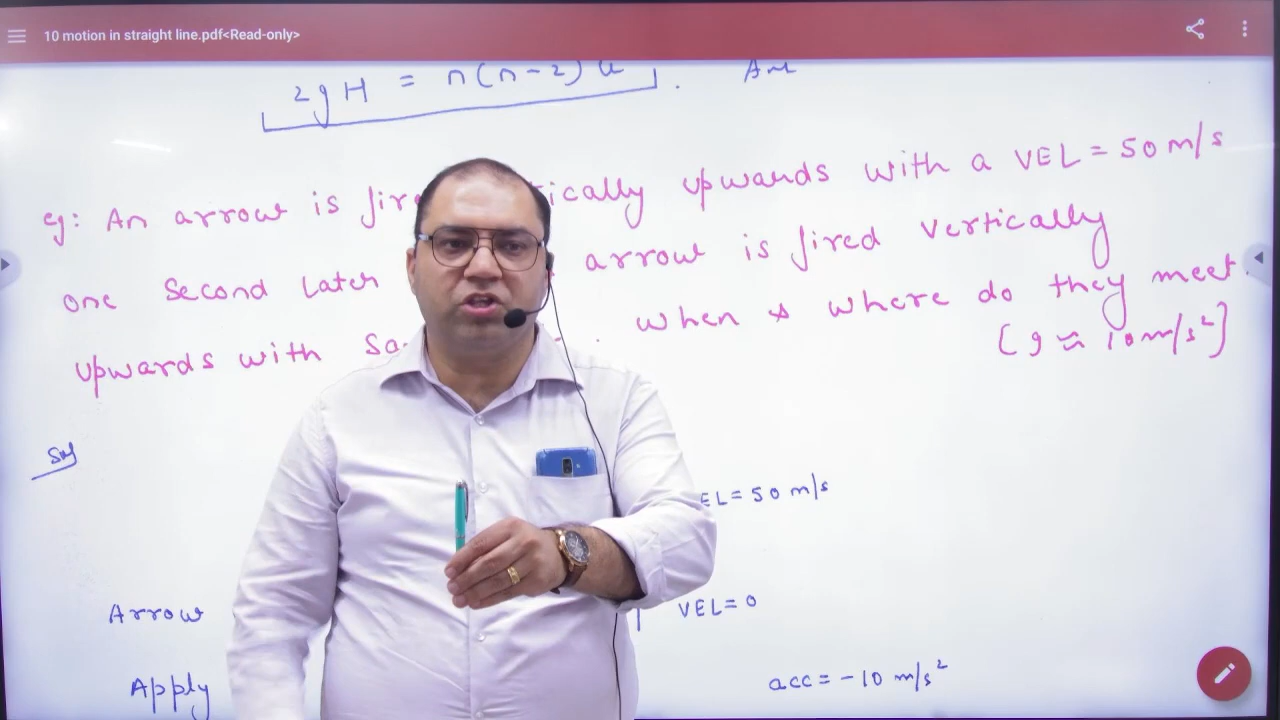 10 motion in straight line.pdf<Read-only>
2gH = n(n-2)u . Ans
eg: An arrow is ically upwards with a VEL = 50 m/s
one second later arrow is fired vertically
upwards with . when & where do they meet.
[g ≈ 10 m/s²]
Sol
EL = 50 m/s
Arrow VEL = 0
Apply acc = -10 m/s²